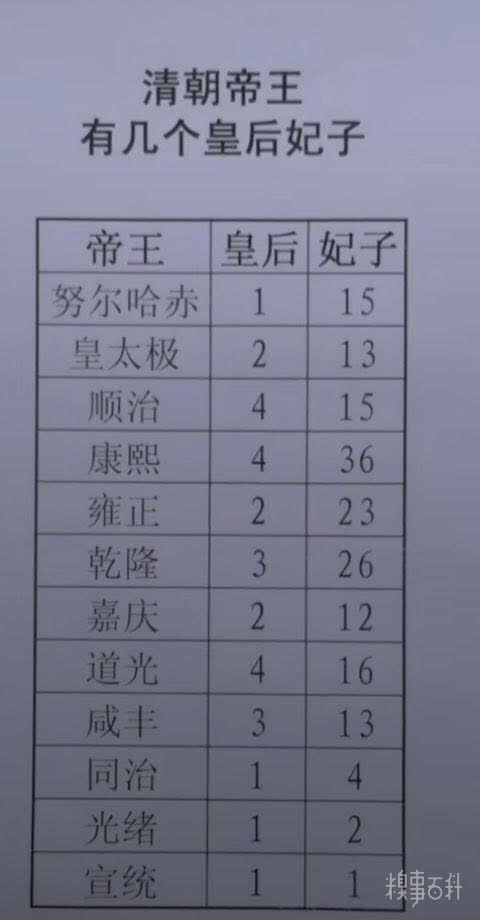 清朝帝王
有几个皇后妃子
帝王 皇后 妃子
努尔哈赤 1 15
皇太极 2 13
顺治 4 15
康熙 4 36
雍正 2 23
乾隆 3 26
嘉庆 2 12
道光 4 16
咸丰 3 13
同治 1 4
光绪 1 2
宣统 1 1
糗事百科